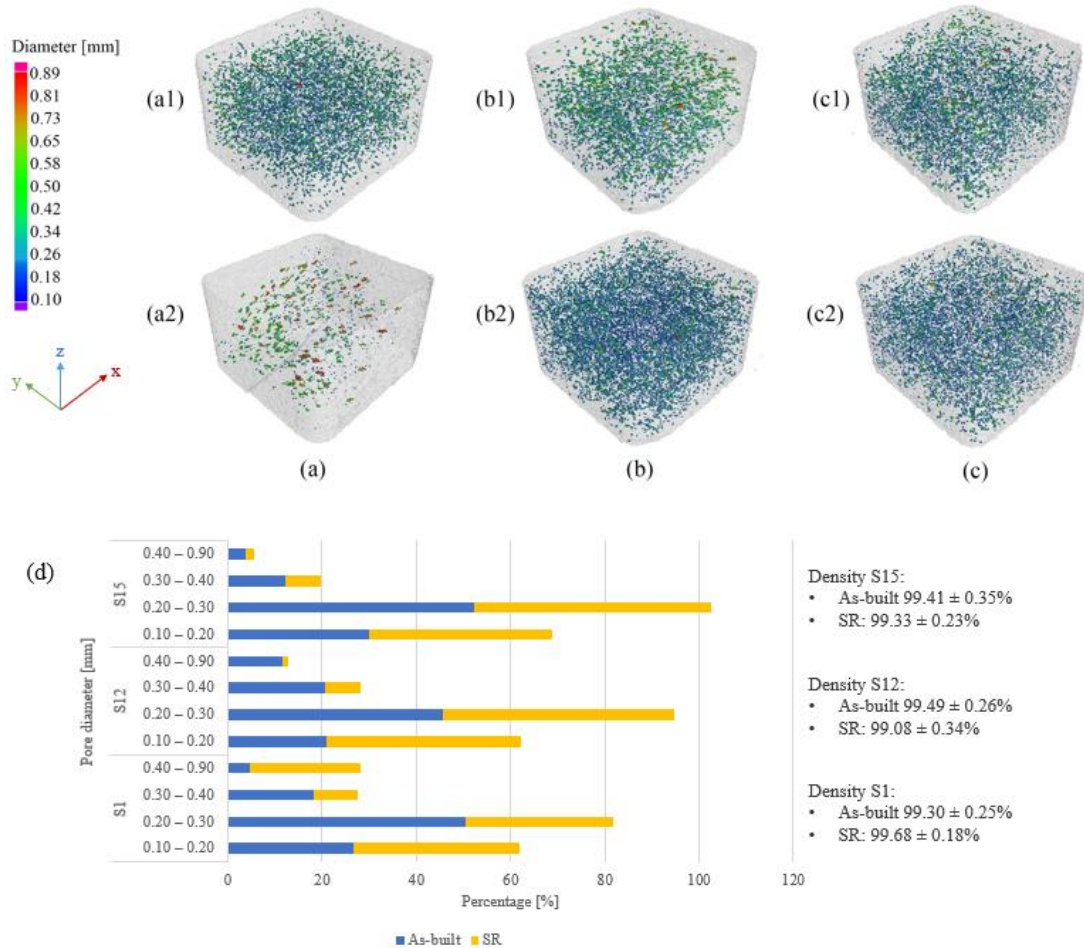 Diameter [mm]
0.89
0.81
0.73
0.65
0.58
0.50
0.42
0.34
0.26
0.18
0.10
z
y
x
(a1)
(b1)
(c1)
(a2)
(b2)
(c2)
(a)
(b)
(c)
(d)
Pore diameter [mm]
S15
0.40 – 0.90
0.30 – 0.40
0.20 – 0.30
0.10 – 0.20
S12
0.40 – 0.90
0.30 – 0.40
0.20 – 0.30
0.10 – 0.20
S1
0.40 – 0.90
0.30 – 0.40
0.20 – 0.30
0.10 – 0.20
0 20 40 60 80 100 120
Percentage [%]
As-built SR
Density S15:
• As-built 99.41 ± 0.35%
• SR: 99.33 ± 0.23%
Density S12:
• As-built 99.49 ± 0.26%
• SR: 99.08 ± 0.34%
Density S1:
• As-built 99.30 ± 0.25%
• SR: 99.68 ± 0.18%